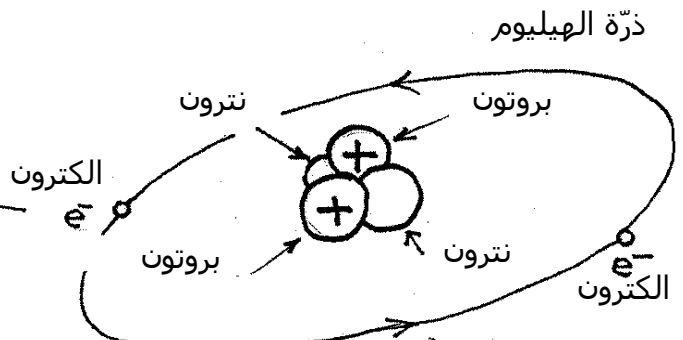 ذرّة الهيليوم
بروتون
نترون
+
الكترون
e⁻
+
بروتون
نترون
e⁻
الكترون